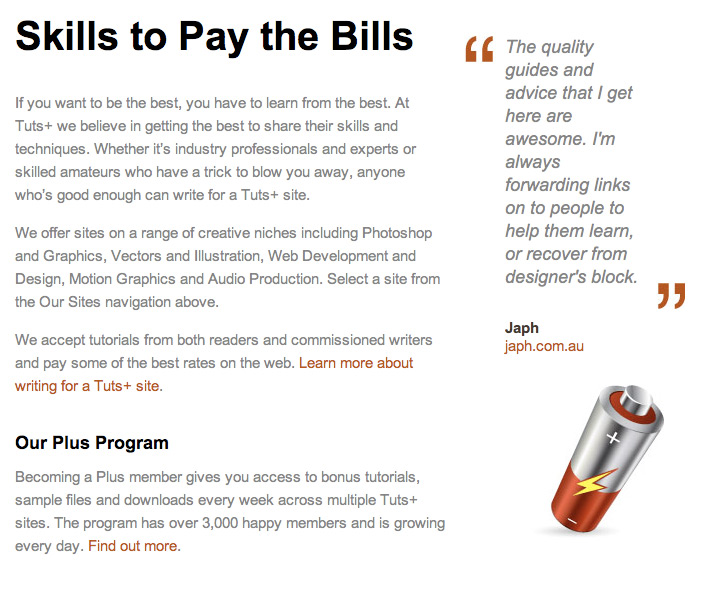 Skills to Pay the Bills
If you want to be the best, you have to learn from the best. At
Tuts+ we believe in getting the best to share their skills and
techniques. Whether it's industry professionals and experts or
skilled amateurs who have a trick to blow you away, anyone
who's good enough can write for a Tuts+ site.
We offer sites on a range of creative niches including Photoshop
and Graphics, Vectors and Illustration, Web Development and
Design, Motion Graphics and Audio Production. Select a site from
the Our Sites navigation above.
We accept tutorials from both readers and commissioned writers
and pay some of the best rates on the web. Learn more about
writing for a Tuts+ site.
Our Plus Program
Becoming a Plus member gives you access to bonus tutorials,
sample files and downloads every week across multiple Tuts+
sites. The program has over 3,000 happy members and is growing
every day. Find out more.
“ The quality
guides and
advice that I get
here are
awesome. I'm
always
forwarding links
on to people to
help them learn,
or recover from
designer's block. ”
Japh
japh.com.au
+
–